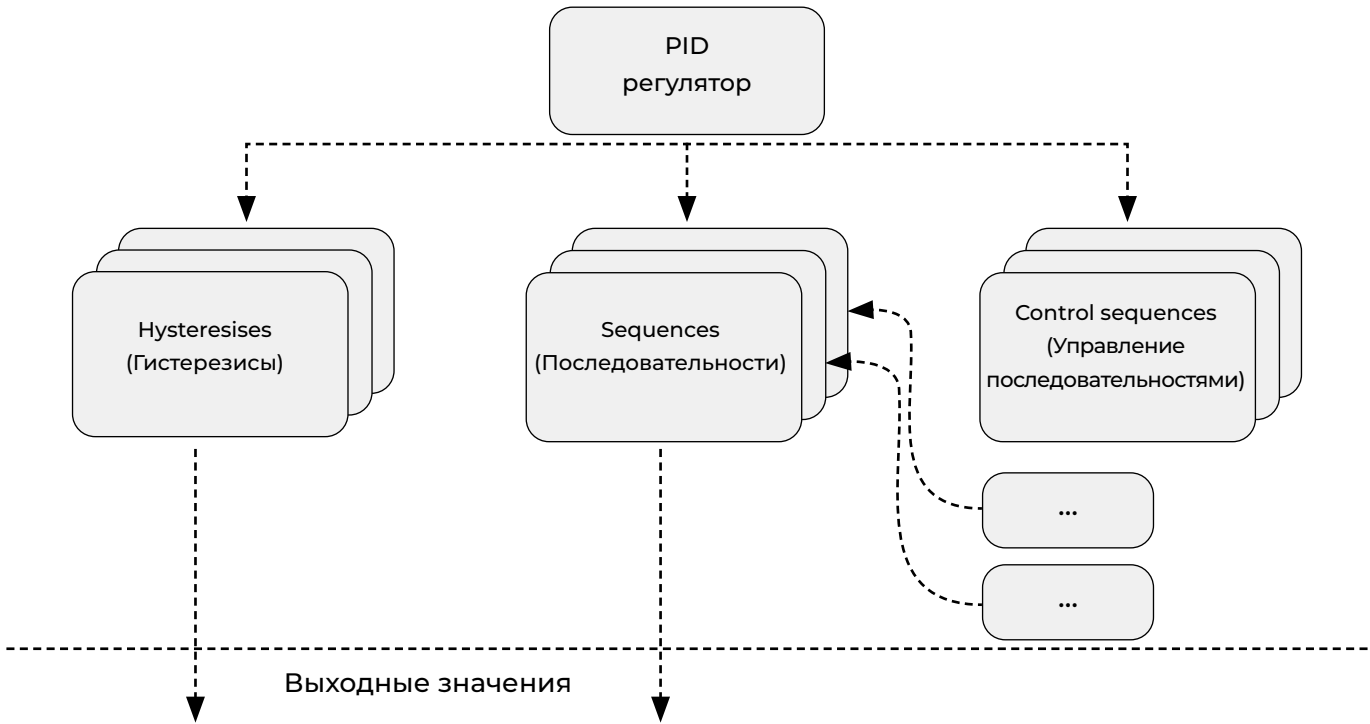 PID
регулятор
Hysteresises
(Гистерезисы)
Sequences
(Последовательности)
Control sequences
(Управление
последовательностями)
...
...
Выходные значения